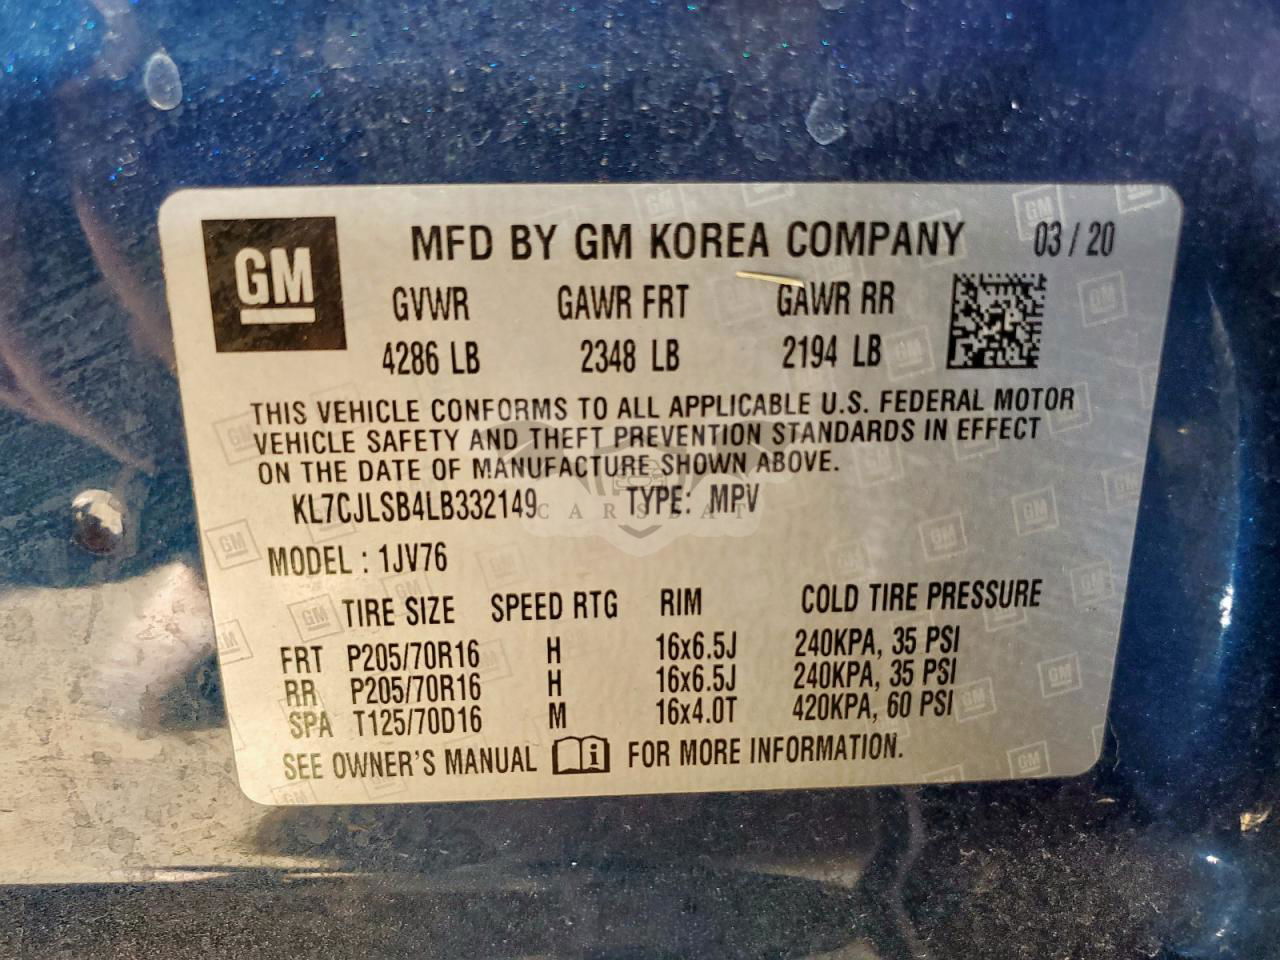 GM
MFD BY GM KOREA COMPANY 03 / 20
GVWR GAWR FRT GAWR RR
4286 LB 2348 LB 2194 LB
THIS VEHICLE CONFORMS TO ALL APPLICABLE U.S. FEDERAL MOTOR
VEHICLE SAFETY AND THEFT PREVENTION STANDARDS IN EFFECT
ON THE DATE OF MANUFACTURE SHOWN ABOVE.
KL7CJLSB4LB332149 TYPE: MPV
CARSBAT
MODEL : 1JV76
TIRE SIZE SPEED RTG RIM COLD TIRE PRESSURE
FRT P205/70R16 H 16x6.5J 240KPA, 35 PSI
RR P205/70R16 H 16x6.5J 240KPA, 35 PSI
SPA T125/70D16 M 16x4.0T 420KPA, 60 PSI
SEE OWNER'S MANUAL i FOR MORE INFORMATION.